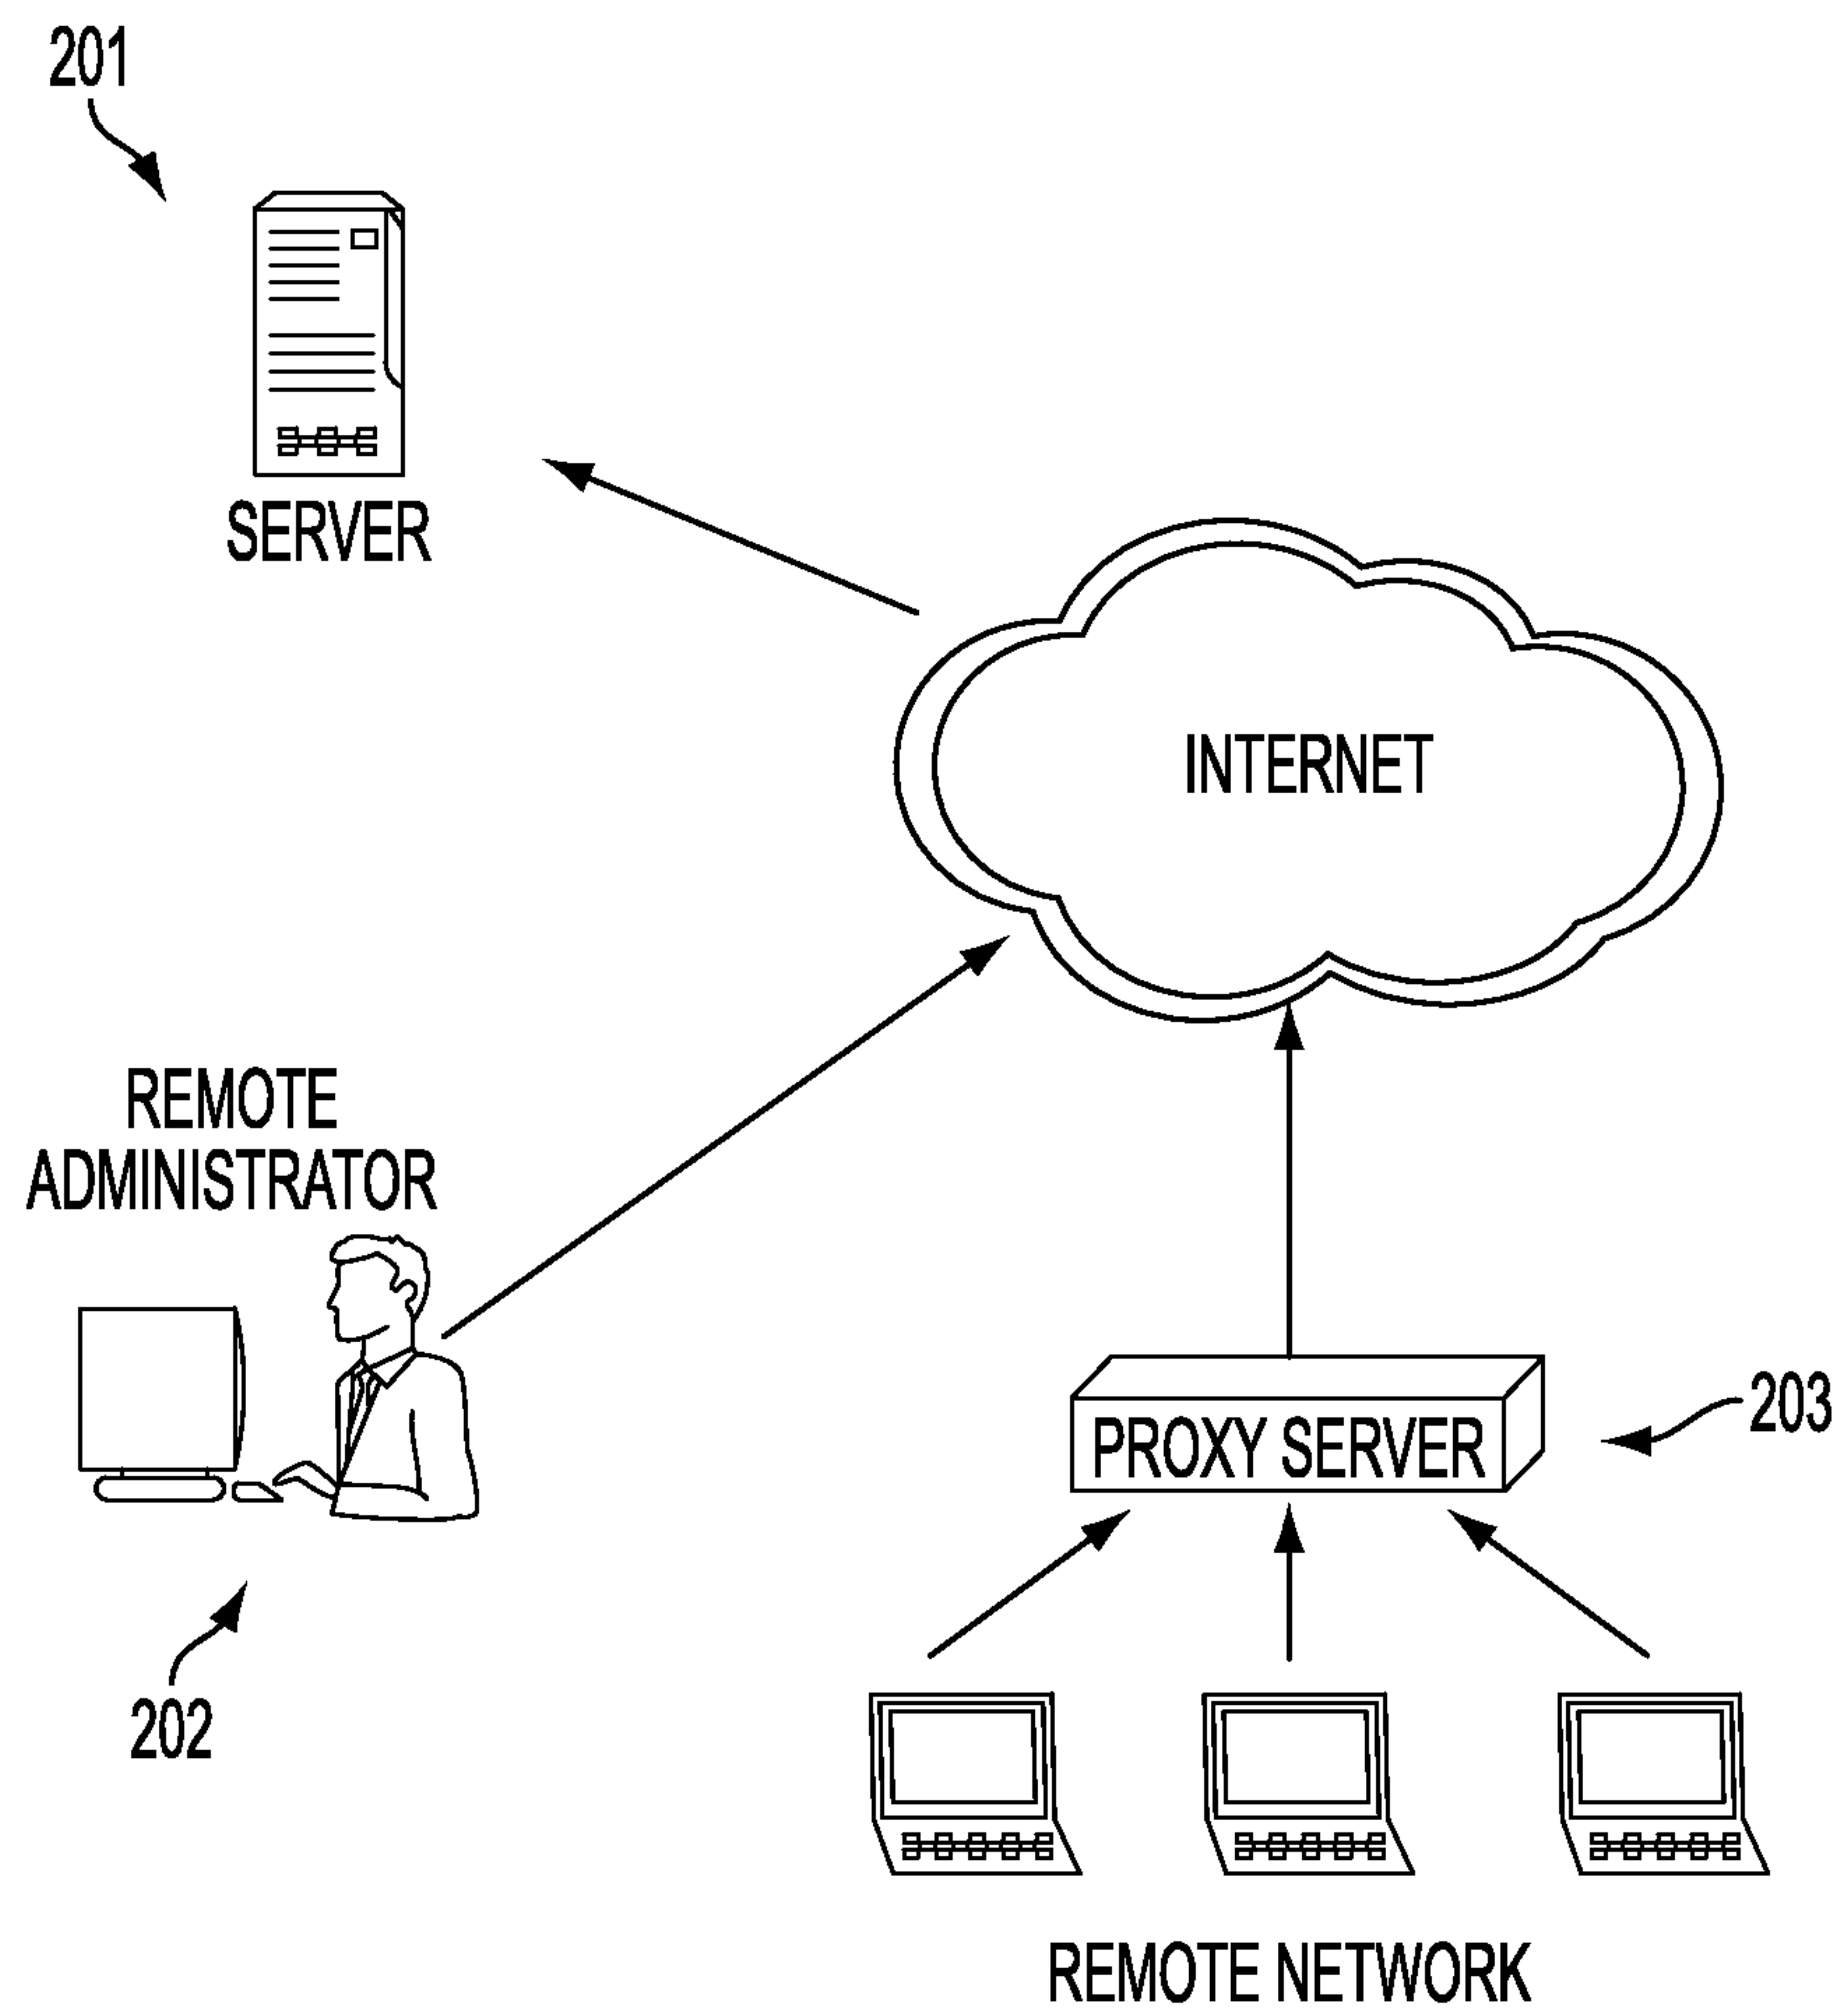 201
SERVER
INTERNET
REMOTE
ADMINISTRATOR
202
PROXY SERVER
203
REMOTE NETWORK